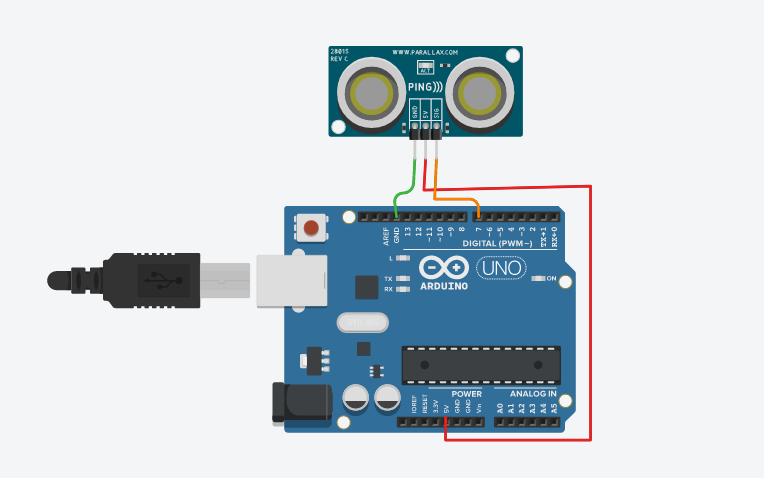 28015
REV C
WWW.PARALLAX.COM
ACT
PING)))
GND
5V
SIG
AREF
GND
13
12
~11
~10
~9
8
7
~6
~5
4
~3
2
TX→1
RX←0
DIGITAL (PWM~)
L
TX
RX
ARDUINO
UNO
ON
POWER
ANALOG IN
IOREF
RESET
3.3V
5V
GND
GND
Vin
A0
A1
A2
A3
A4
A5